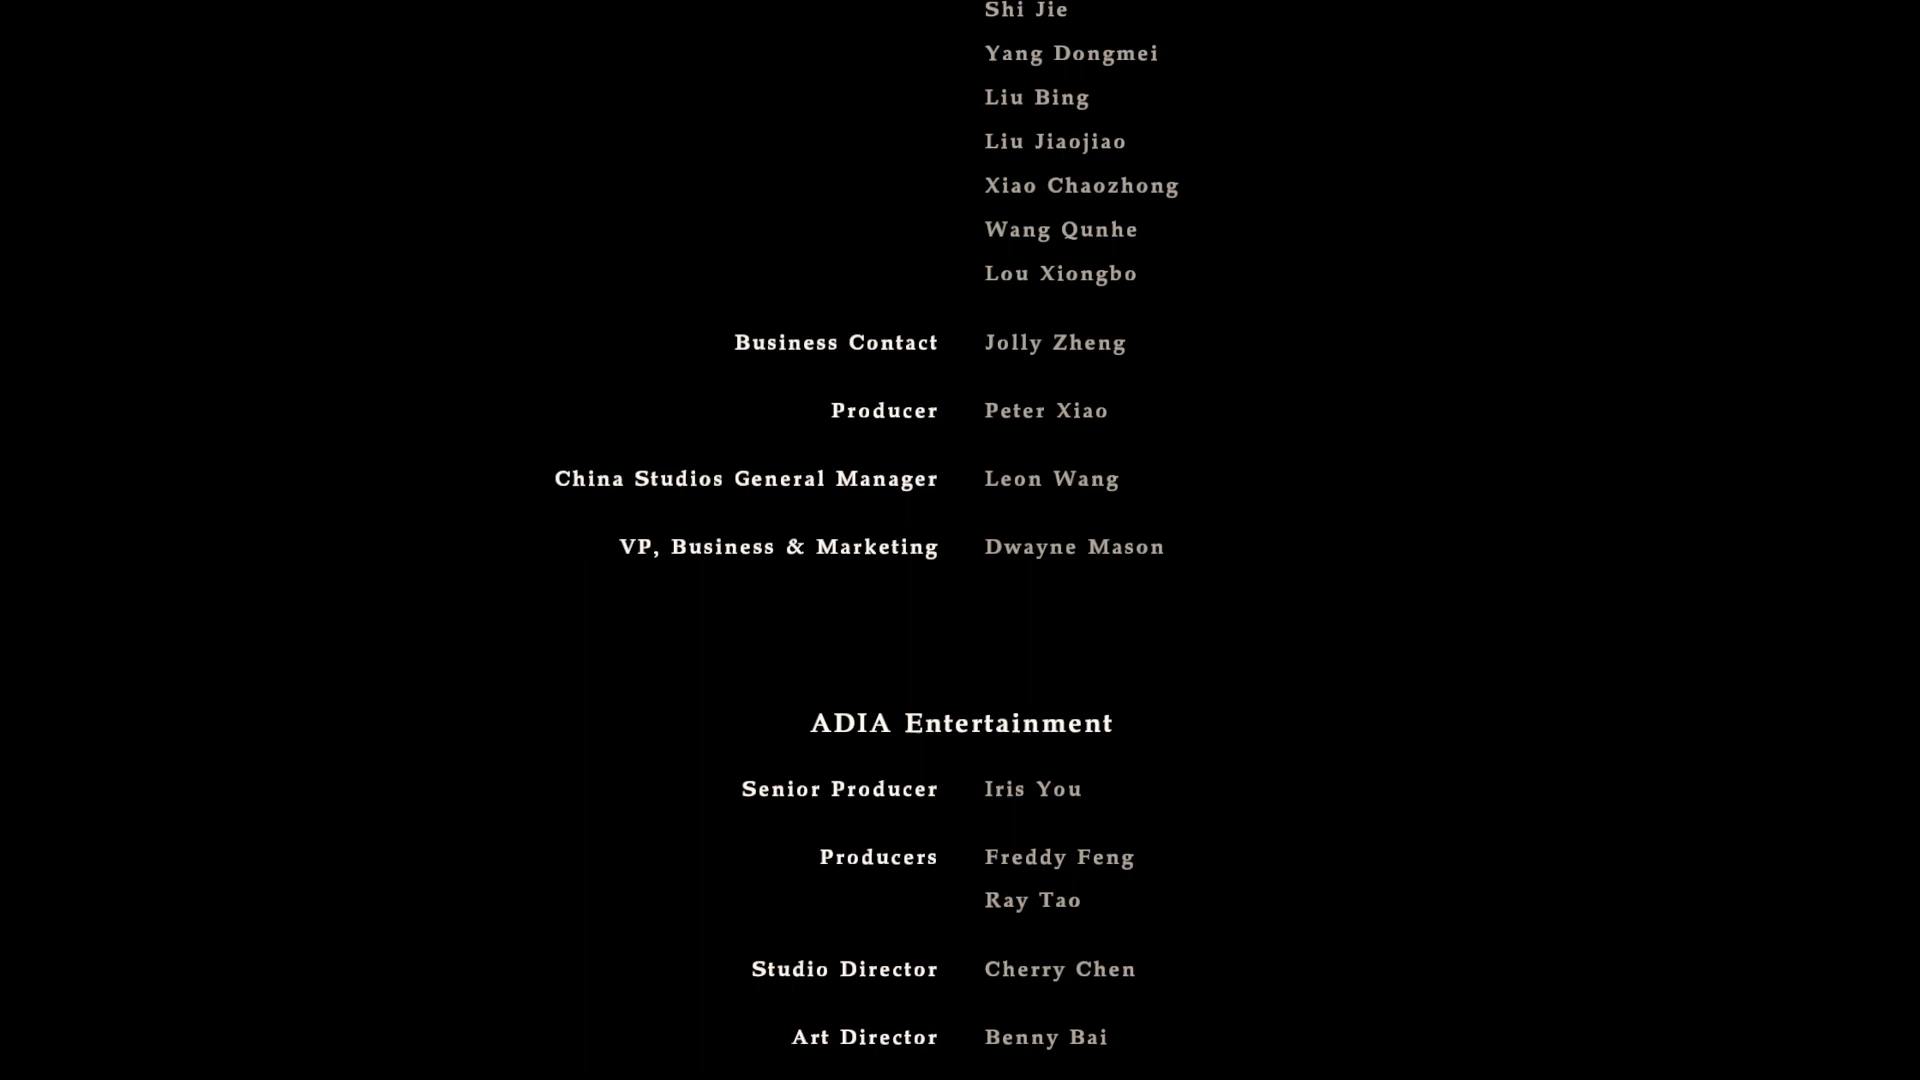 Shi Jie
Yang Dongmei
Liu Bing
Liu Jiaojiao
Xiao Chaozhong
Wang Qunhe
Lou Xiongbo
Business Contact Jolly Zheng
Producer Peter Xiao
China Studios General Manager Leon Wang
VP, Business & Marketing Dwayne Mason
ADIA Entertainment
Senior Producer Iris You
Producers Freddy Feng
Ray Tao
Studio Director Cherry Chen
Art Director Benny Bai